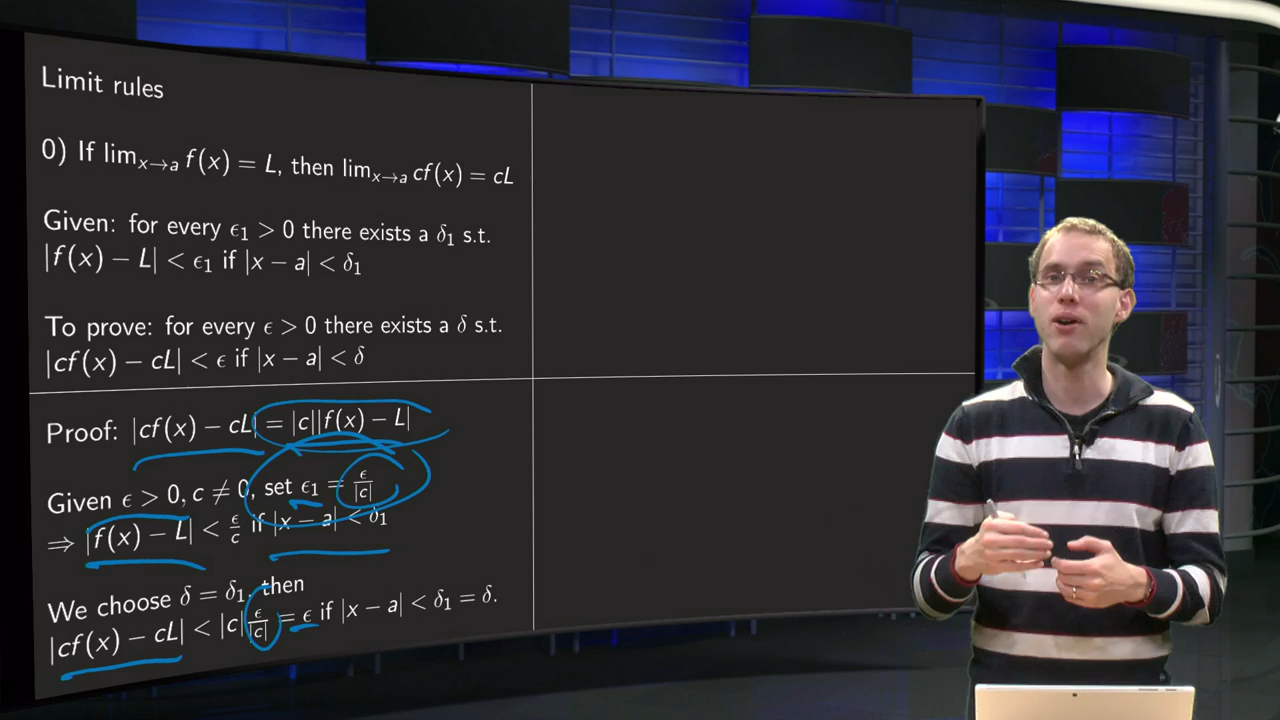 Limit rules
0) If lim_{x→a} f(x) = L, then lim_{x→a} cf(x) = cL
Given: for every ϵ₁ > 0 there exists a δ₁ s.t.
|f(x) − L| < ϵ₁ if |x − a| < δ₁
To prove: for every ϵ > 0 there exists a δ s.t.
|cf(x) − cL| < ϵ if |x − a| < δ
Proof: |cf(x) − cL| = |c||f(x) − L|
Given ϵ > 0, c ≠ 0, set ϵ₁ = ϵ/|c|
⇒ |f(x) − L| < ϵ/c if |x − a| < δ₁
We choose δ = δ₁, then
|cf(x) − cL| < |c| ϵ/|c| = ϵ if |x − a| < δ₁ = δ.